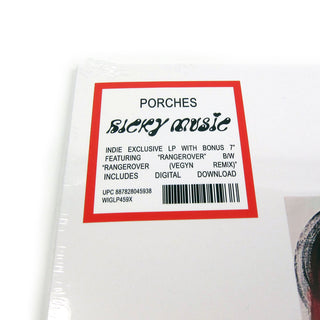 PORCHES
Ricky Music
INDIE EXCLUSIVE LP WITH BONUS 7"
FEATURING "RANGEROVER" B/W
"RANGEROVER (VEGYN REMIX)"
INCLUDES DIGITAL DOWNLOAD
UPC 887828045938
WIGLP459X